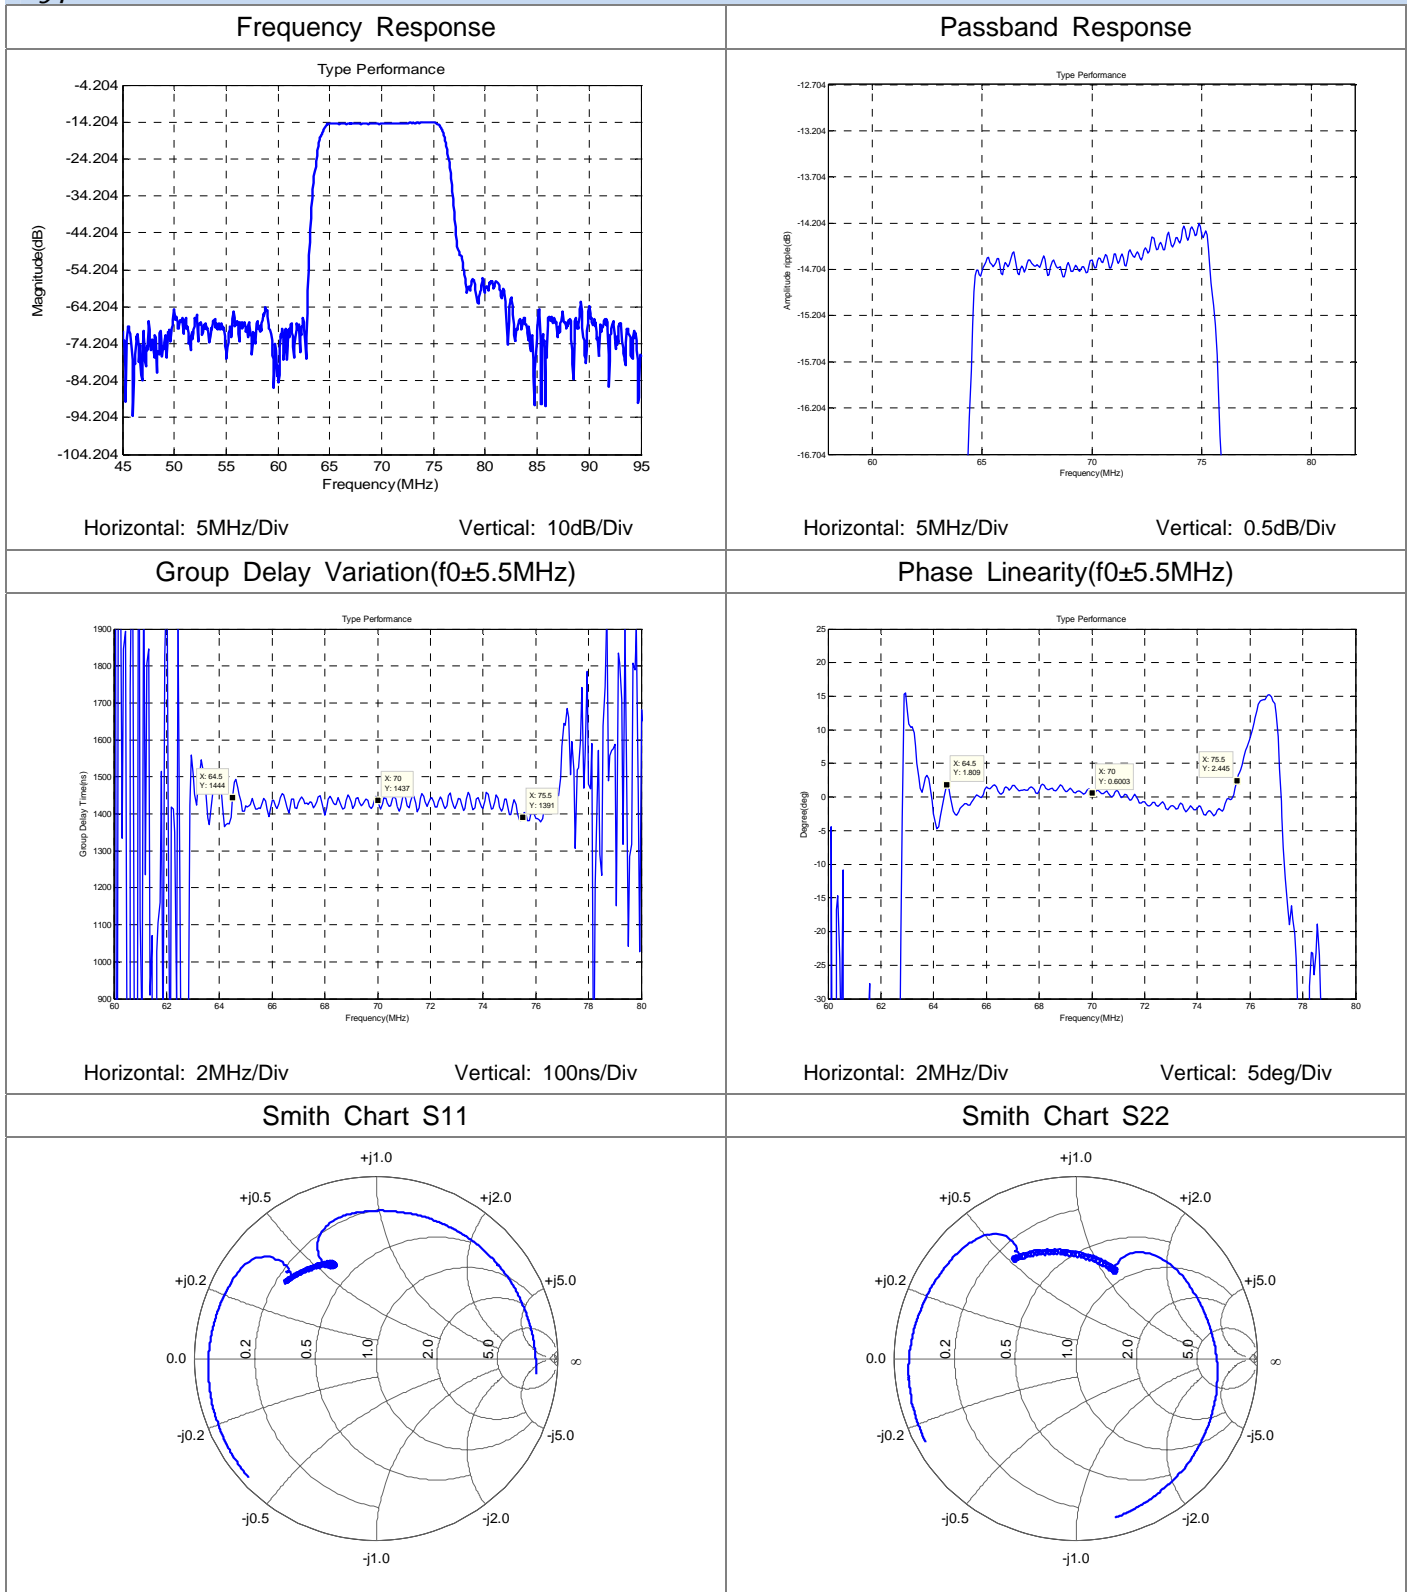 Frequency Response
Passband Response
Type Performance
-4.204
-14.204
-24.204
-34.204
-44.204
-54.204
-64.204
-74.204
-84.204
-94.204
-104.204
Magnitude(dB)
45 50 55 60 65 70 75 80 85 90 95
Frequency(MHz)
Horizontal: 5MHz/Div Vertical: 10dB/Div
Type Performance
-12.704
-13.204
-13.704
-14.204
-14.704
-15.204
-15.704
-16.204
-16.704
Amplitude ripple(dB)
60 65 70 75 80
Frequency(MHz)
Horizontal: 5MHz/Div Vertical: 0.5dB/Div
Group Delay Variation(f0±5.5MHz)
Phase Linearity(f0±5.5MHz)
Type Performance
1900
1800
1700
1600
1500
1400
1300
1200
1100
1000
900
Group Delay Time(ns)
X: 64.5
Y: 1444
X: 70
Y: 1437
X: 75.5
Y: 1391
60 62 64 66 68 70 72 74 76 78 80
Frequency(MHz)
Horizontal: 2MHz/Div Vertical: 100ns/Div
Type Performance
25
20
15
10
5
0
-5
-10
-15
-20
-25
-30
Degree(deg)
X: 64.5
Y: 1.809
X: 70
Y: 0.6003
X: 75.5
Y: 2.445
60 62 64 66 68 70 72 74 76 78 80
Frequency(MHz)
Horizontal: 2MHz/Div Vertical: 5deg/Div
Smith Chart S11
Smith Chart S22
+j1.0
+j0.5 +j2.0
+j0.2 +j5.0
0.0 0.2 0.5 1.0 2.0 5.0 ∞
-j0.2 -j5.0
-j0.5 -j2.0
-j1.0
+j1.0
+j0.5 +j2.0
+j0.2 +j5.0
0.0 0.2 0.5 1.0 2.0 5.0 ∞
-j0.2 -j5.0
-j0.5 -j2.0
-j1.0